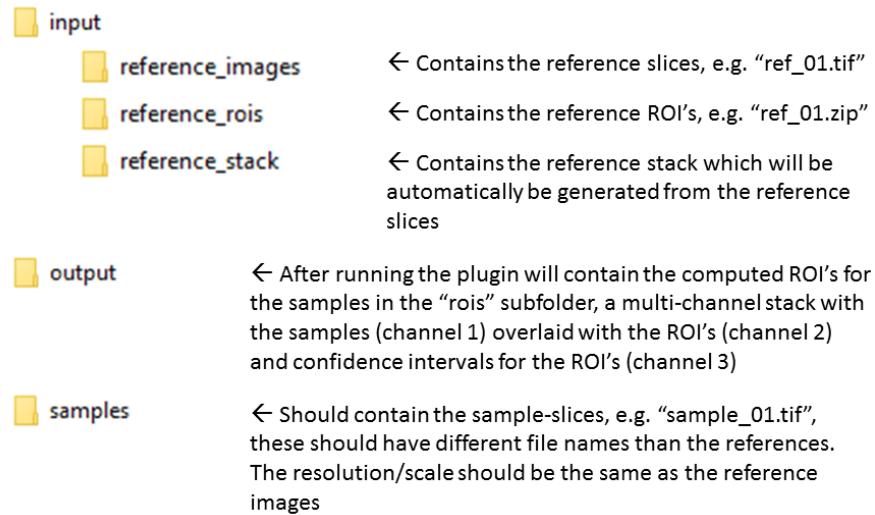 input
reference_images ← Contains the reference slices, e.g. “ref_01.tif”
reference_rois ← Contains the reference ROI’s, e.g. “ref_01.zip”
reference_stack ← Contains the reference stack which will be
automatically be generated from the reference
slices
output ← After running the plugin will contain the computed ROI’s for
the samples in the “rois” subfolder, a multi-channel stack with
the samples (channel 1) overlaid with the ROI’s (channel 2)
and confidence intervals for the ROI’s (channel 3)
samples ← Should contain the sample-slices, e.g. “sample_01.tif”,
these should have different file names than the references.
The resolution/scale should be the same as the reference
images